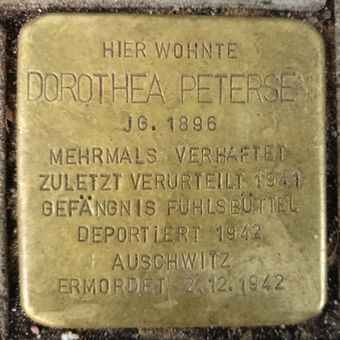 HIER WOHNTE
DOROTHEA PETERSEN
JG. 1896
MEHRMALS VERHAFTET
ZULETZT VERURTEILT 1941
GEFÄNGNIS FUHLSBÜTTEL
DEPORTIERT 1942
AUSCHWITZ
ERMORDET 2.12.1942